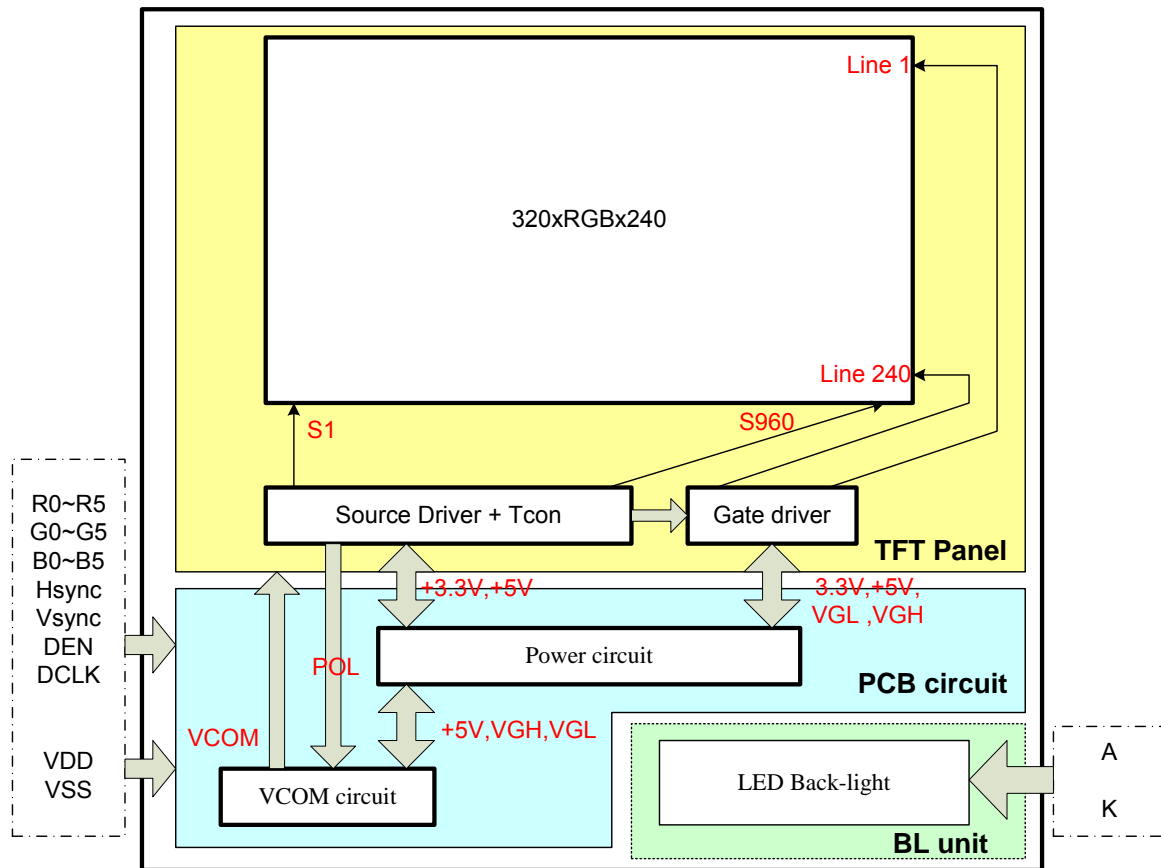 Line 1
320xRGBx240
Line 240
S1
S960
Source Driver + Tcon
Gate driver
TFT Panel
R0~R5
G0~G5
B0~B5
Hsync
Vsync
DEN
DCLK
VDD
VSS
+3.3V,+5V
3.3V,+5V,
VGL ,VGH
POL
Power circuit
PCB circuit
VCOM
+5V,VGH,VGL
VCOM circuit
LED Back-light
BL unit
A
K